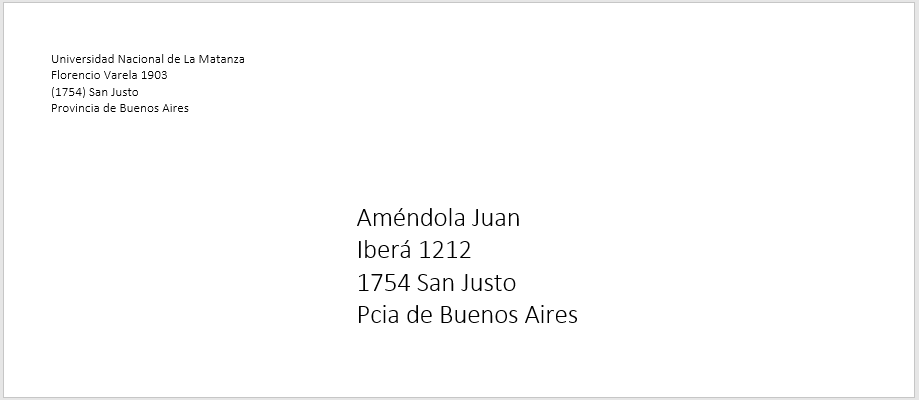 Universidad Nacional de La Matanza
Florencio Varela 1903
(1754) San Justo
Provincia de Buenos Aires
Améndola Juan
Iberá 1212
1754 San Justo
Pcia de Buenos Aires